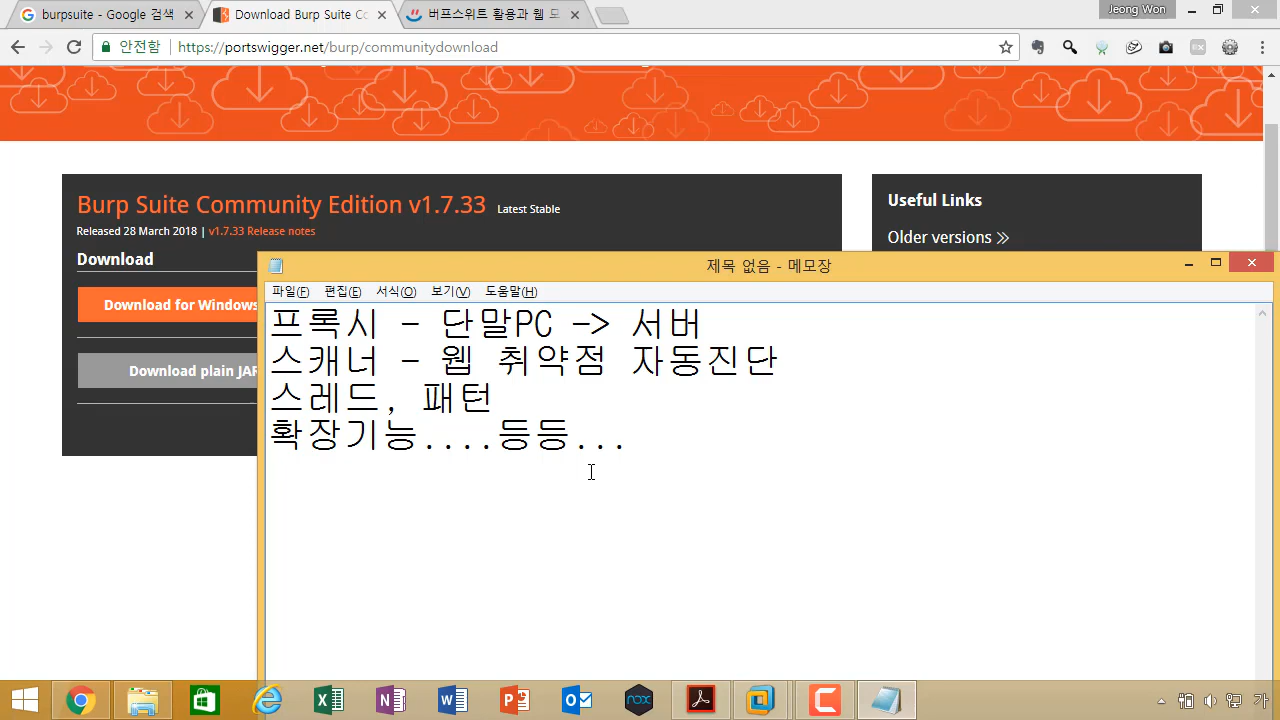 burpsuite - Google 검색
Download Burp Suite Co
버프스위트 활용과 웹 모
Jeong Won
안전함
https://portswigger.net/burp/communitydownload
Burp Suite Community Edition v1.7.33 Latest Stable
Released 28 March 2018 | v1.7.33 Release notes
Download
Download for Windows
Download plain JAR
Useful Links
Older versions
제목 없음 - 메모장
파일(F) 편집(E) 서식(O) 보기(V) 도움말(H)
프록시 - 단말PC -> 서버
스캐너 - 웹 취약점 자동진단
스레드, 패턴
확장기능....등등...
nox
가